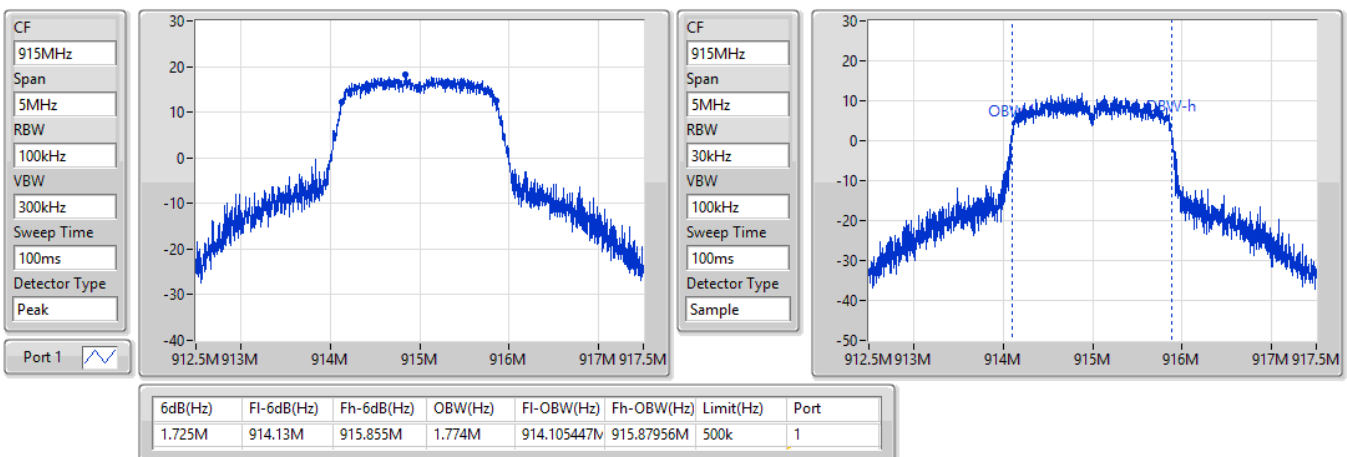 CF
915MHz
Span
5MHz
RBW
100kHz
VBW
300kHz
Sweep Time
100ms
Detector Type
Peak
Port 1
30
20
10
0
-10
-20
-30
-40
912.5M 913M 914M 915M 916M 917M 917.5M
CF
915MHz
Span
5MHz
RBW
30kHz
VBW
100kHz
Sweep Time
100ms
Detector Type
Sample
30
20
10
0
-10
-20
-30
-40
-50
OBW-h
912.5M 913M 914M 915M 916M 917M 917.5M
6dB(Hz) Fl-6dB(Hz) Fh-6dB(Hz) OBW(Hz) Fl-OBW(Hz) Fh-OBW(Hz) Limit(Hz) Port
1.725M 914.13M 915.855M 1.774M 914.105447M 915.87956M 500k 1